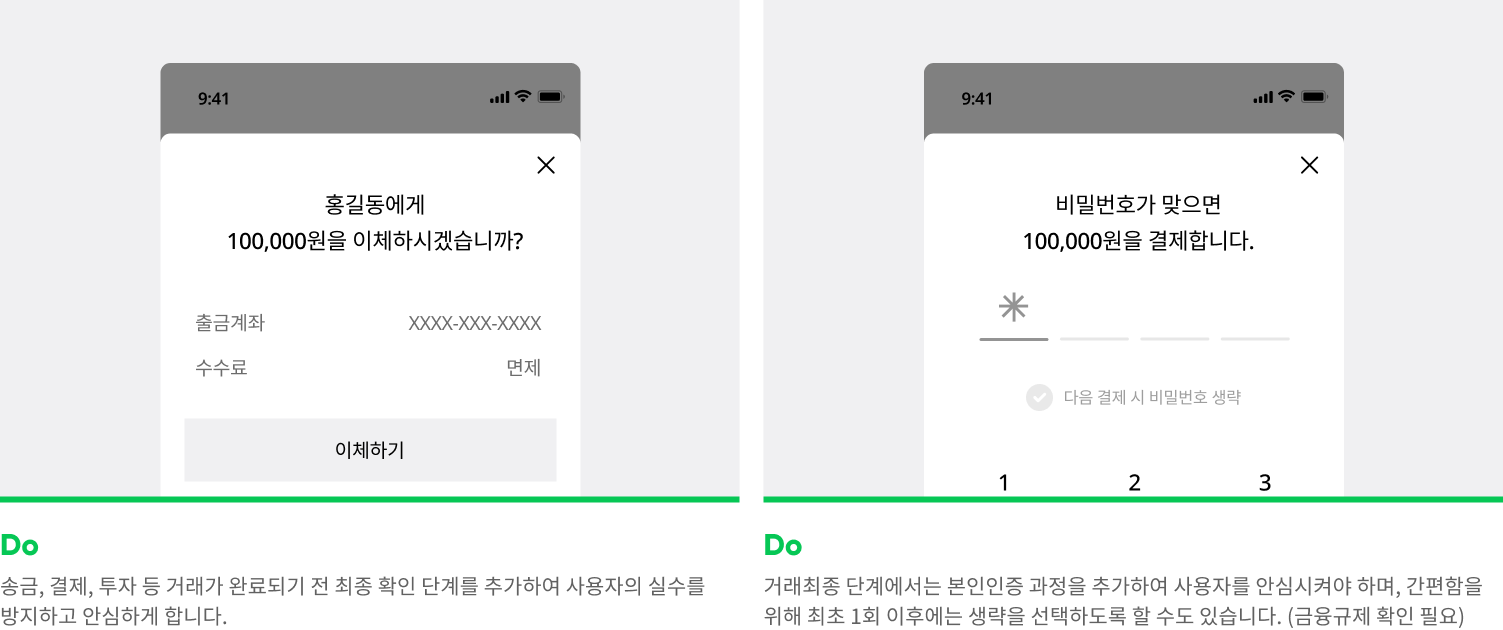 9:41
홍길동에게
100,000원을 이체하시겠습니까?
출금계좌 XXXX-XXX-XXXX
수수료 면제
이체하기
Do
송금, 결제, 투자 등 거래가 완료되기 전 최종 확인 단계를 추가하여 사용자의 실수를
방지하고 안심하게 합니다.
9:41
비밀번호가 맞으면
100,000원을 결제합니다.
다음 결제 시 비밀번호 생략
1 2 3
Do
거래최종 단계에서는 본인인증 과정을 추가하여 사용자를 안심시켜야 하며, 간편함을
위해 최초 1회 이후에는 생략을 선택하도록 할 수도 있습니다. (금융규제 확인 필요)